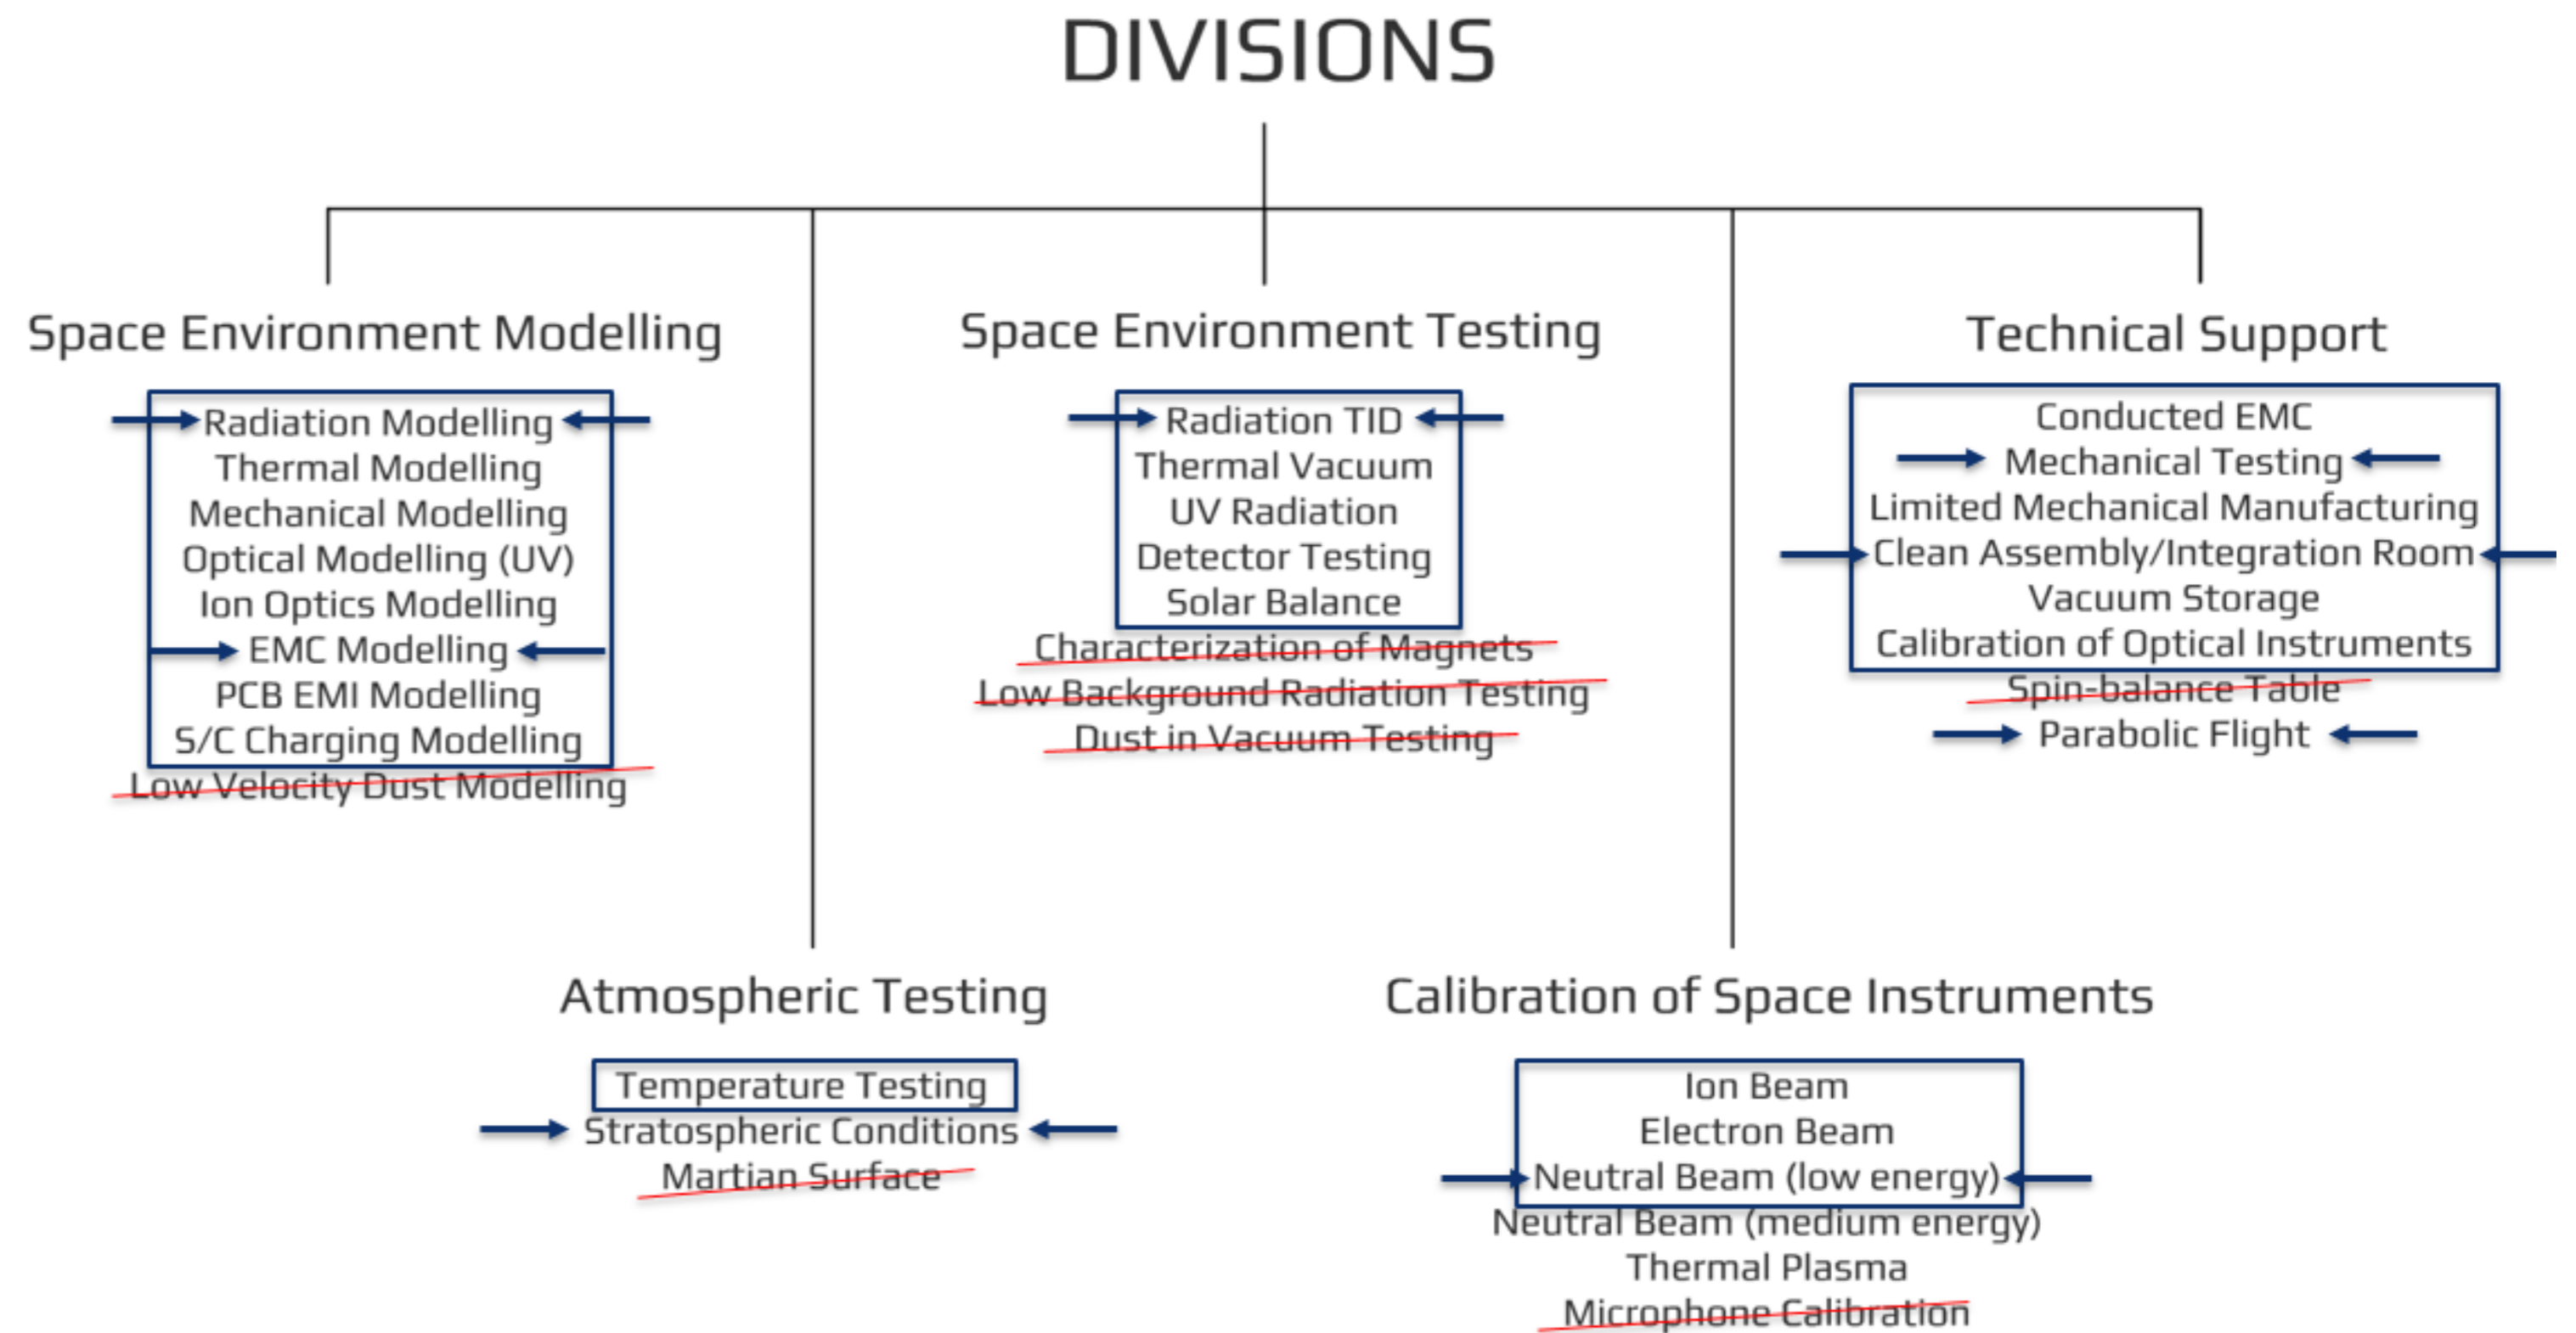 DIVISIONS
Space Environment Modelling
Radiation Modelling
Thermal Modelling
Mechanical Modelling
Optical Modelling (UV)
Ion Optics Modelling
EMC Modelling
PCB EMI Modelling
S/C Charging Modelling
Low Velocity Dust Modelling
Space Environment Testing
Radiation TID
Thermal Vacuum
UV Radiation
Detector Testing
Solar Balance
Characterization of Magnets
Low Background Radiation Testing
Dust in Vacuum Testing
Technical Support
Conducted EMC
Mechanical Testing
Limited Mechanical Manufacturing
Clean Assembly/Integration Room
Vacuum Storage
Calibration of Optical Instruments
Spin-balance Table
Parabolic Flight
Atmospheric Testing
Temperature Testing
Stratospheric Conditions
Martian Surface
Calibration of Space Instruments
Ion Beam
Electron Beam
Neutral Beam (low energy)
Neutral Beam (medium energy)
Thermal Plasma
Microphone Calibration